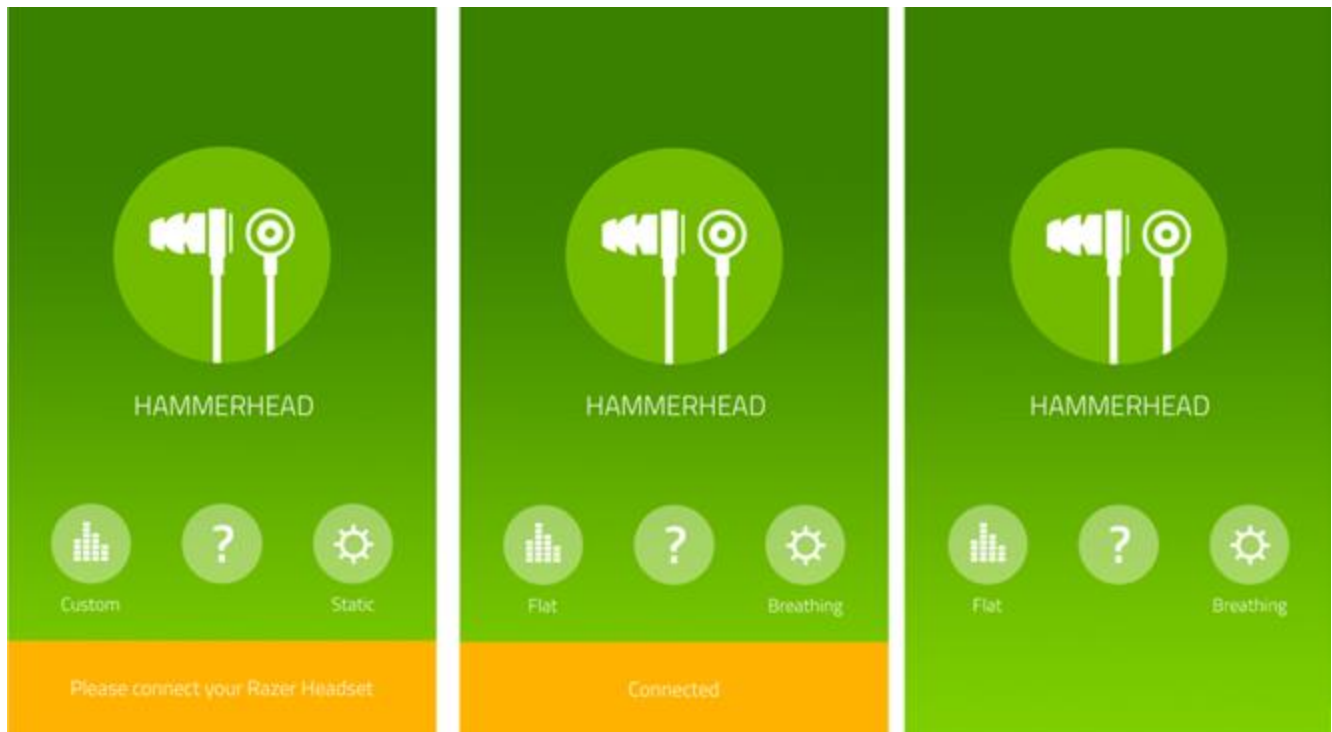 HAMMERHEAD
?
Custom
Static
Please connect your Razer Headset
HAMMERHEAD
?
Flat
Breathing
Connected
HAMMERHEAD
?
Flat
Breathing